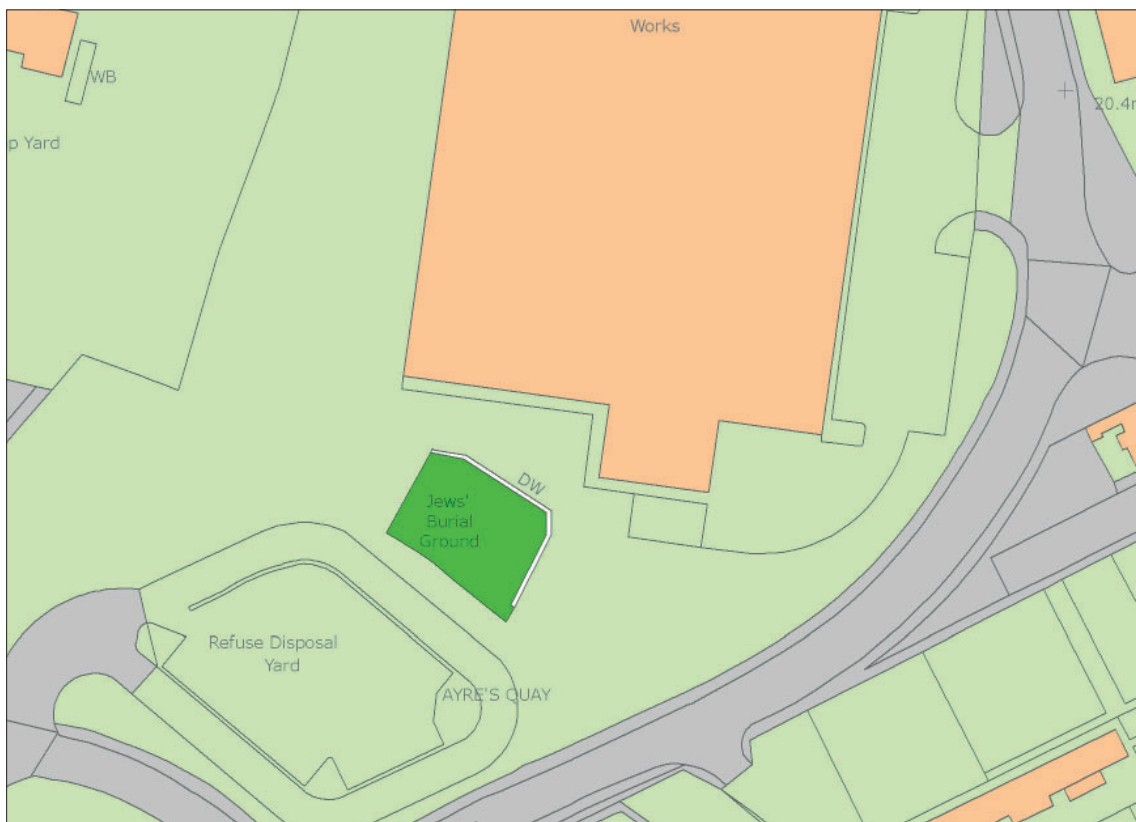 Works
WB
20.4m
p Yard
DW
Jews'
Burial
Ground
Refuse Disposal
Yard
AYRE'S QUAY